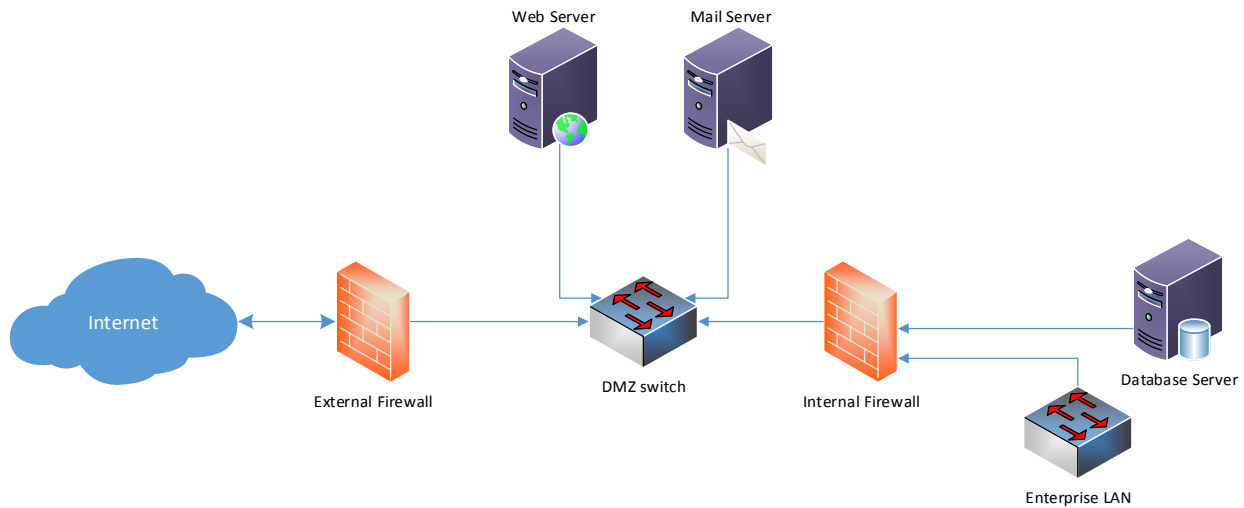 Web Server
Mail Server
Internet
External Firewall
DMZ switch
Internal Firewall
Database Server
Enterprise LAN